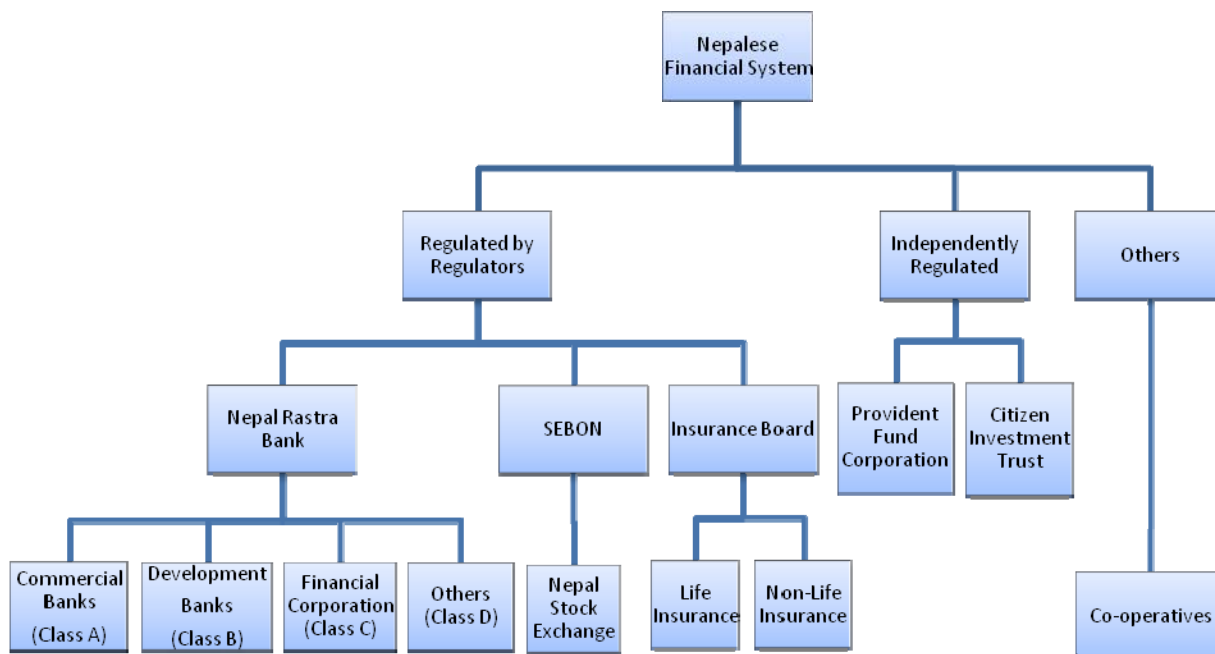 Nepalese
Financial System
Regulated by
Regulators
Independently
Regulated
Others
Nepal Rastra
Bank
SEBON
Insurance Board
Provident
Fund
Corporation
Citizen
Investment
Trust
Commercial
Banks
(Class A)
Development
Banks
(Class B)
Financial
Corporation
(Class C)
Others
(Class D)
Nepal
Stock
Exchange
Life
Insurance
Non-Life
Insurance
Co-operatives